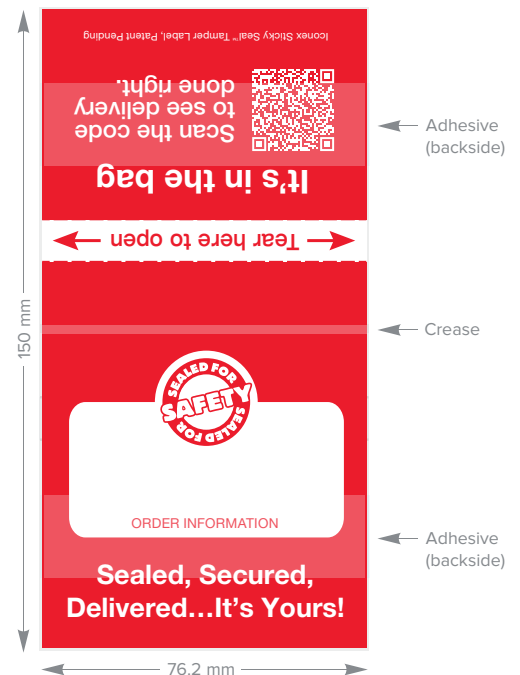 Iconex Sticky Seal™ Tamper Label, Patent Pending
Scan the code
to see delivery
done right.
It's in the bag
Tear here to open
SEALED FOR
SAFETY
SEALED FOR
ORDER INFORMATION
Sealed, Secured,
Delivered…It's Yours!
Adhesive
(backside)
Crease
Adhesive
(backside)
150 mm
76.2 mm